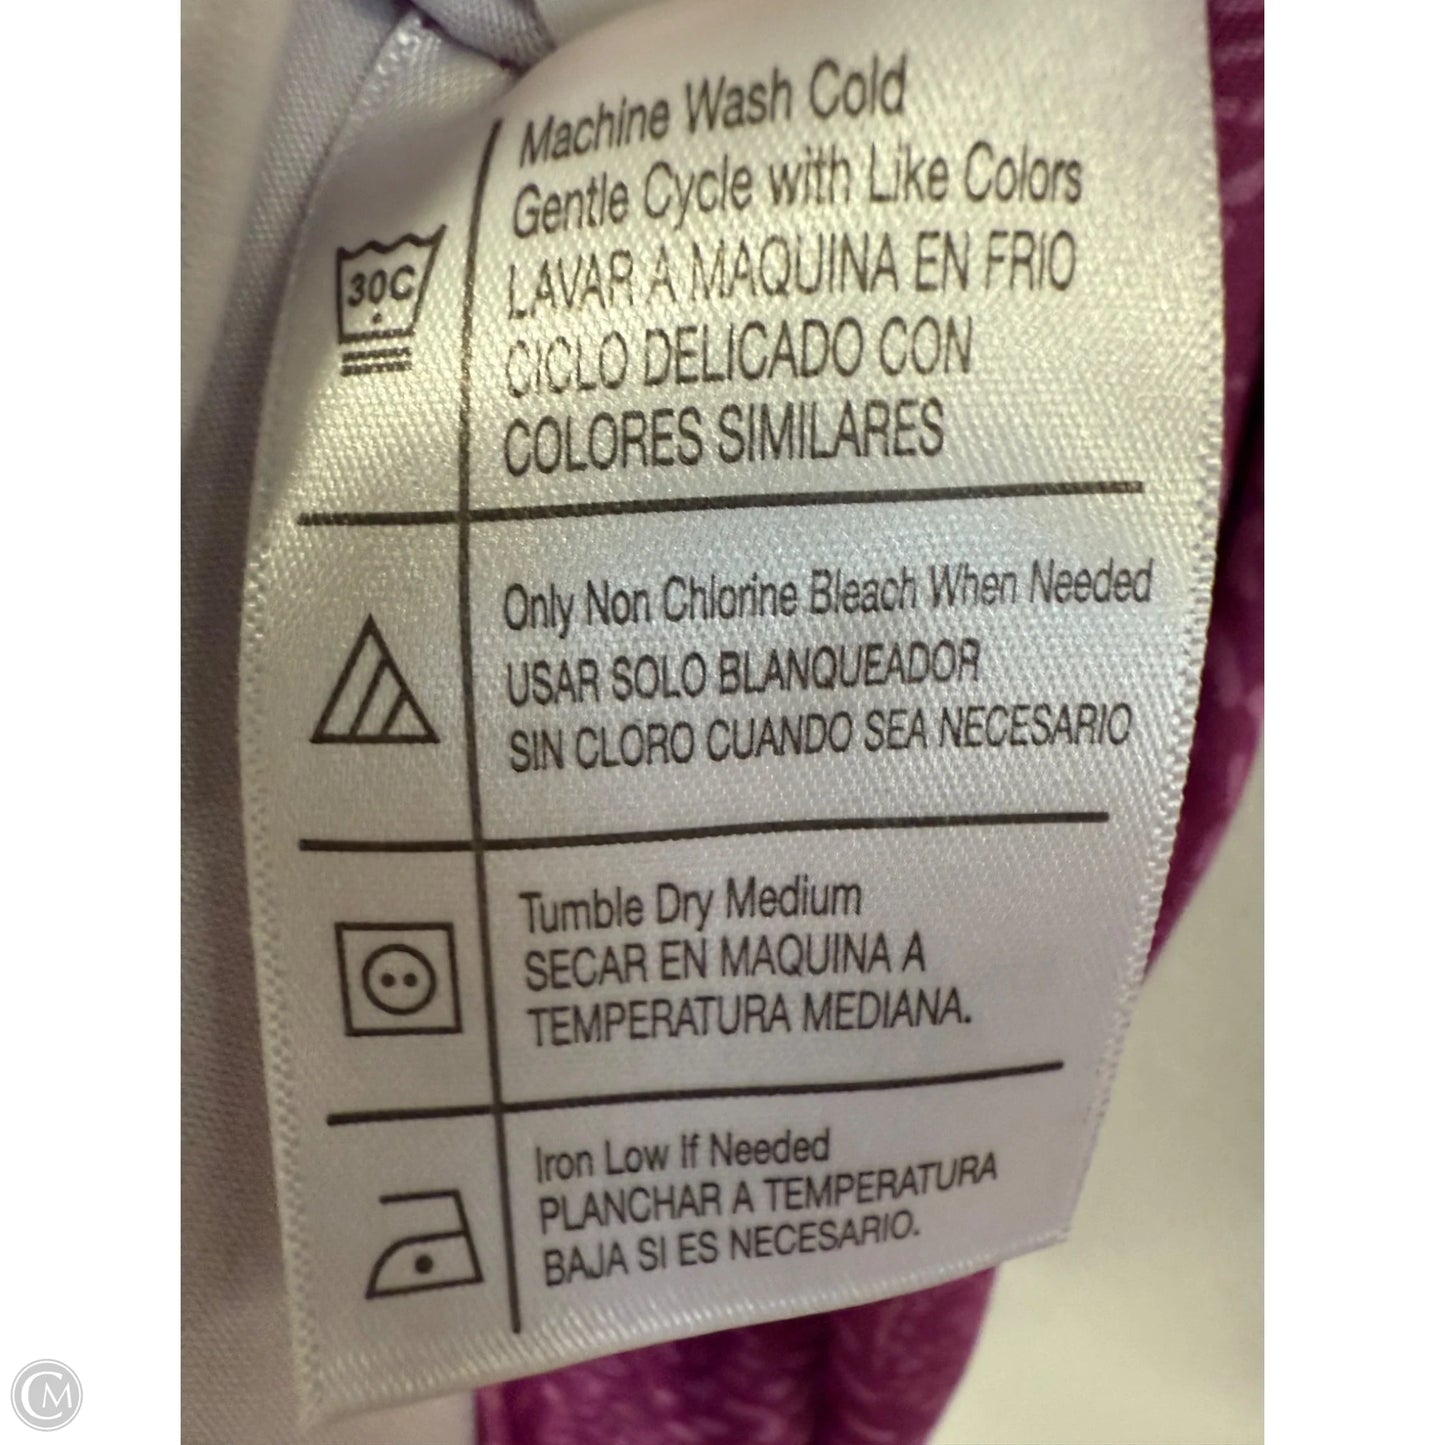 Machine Wash Cold
Gentle Cycle with Like Colors
LAVAR A MAQUINA EN FRIO
CICLO DELICADO CON
COLORES SIMILARES
30C
Only Non Chlorine Bleach When Needed
USAR SOLO BLANQUEADOR
SIN CLORO CUANDO SEA NECESARIO
Tumble Dry Medium
SECAR EN MAQUINA A
TEMPERATURA MEDIANA.
Iron Low If Needed
PLANCHAR A TEMPERATURA
BAJA SI ES NECESARIO.
CM